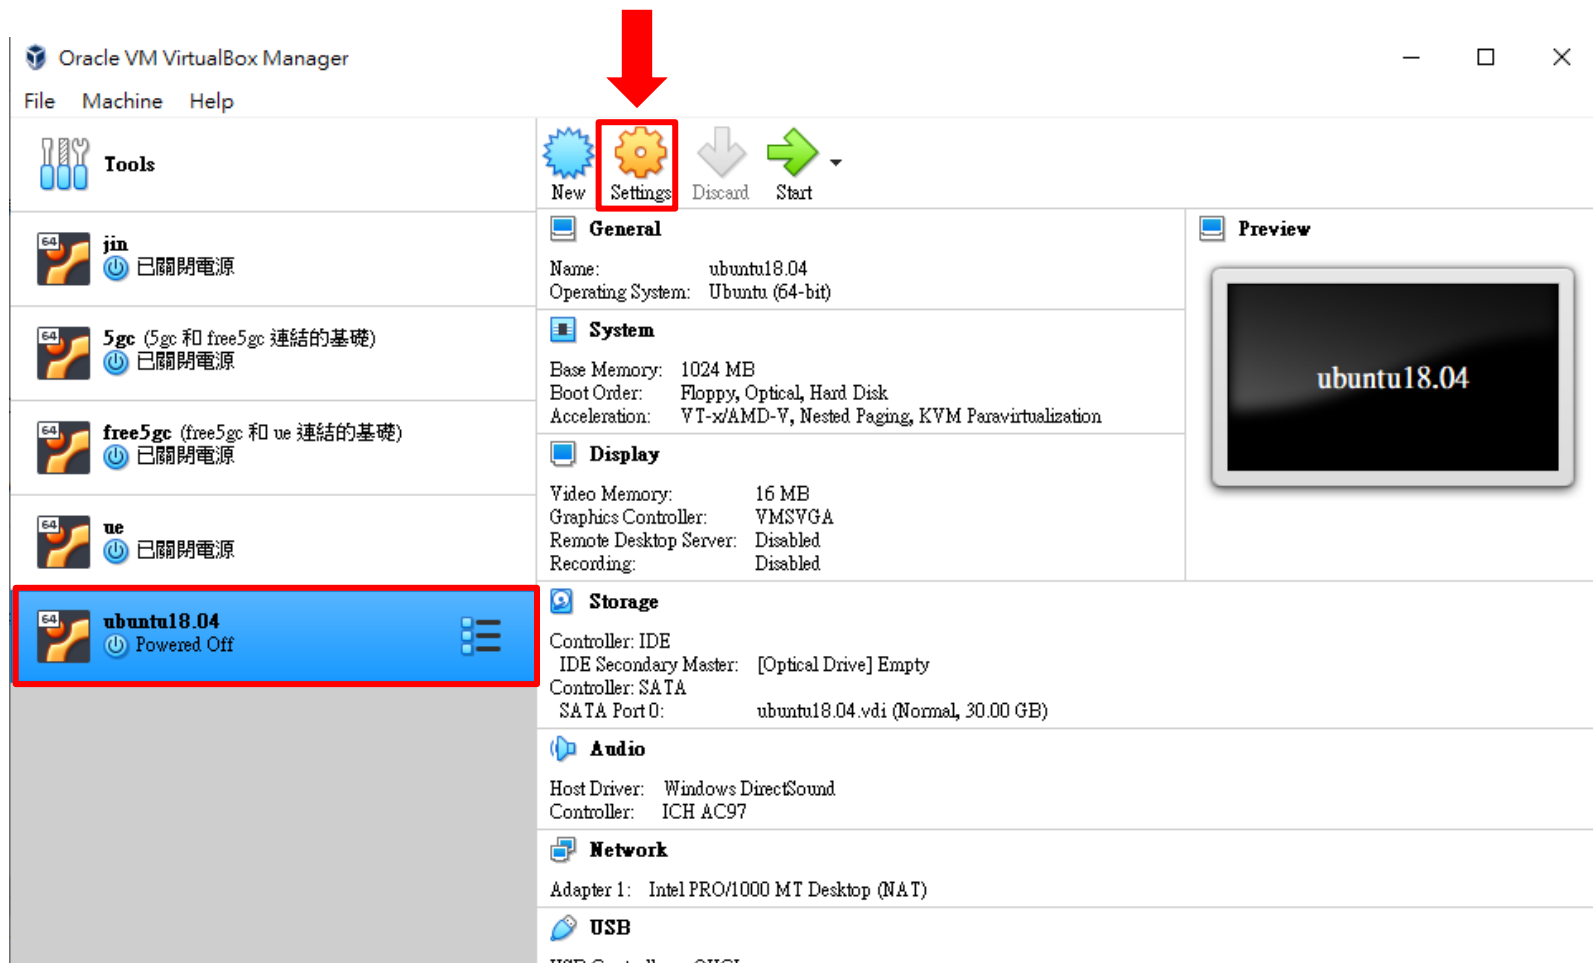 Oracle VM VirtualBox Manager
File Machine Help
Tools
New Settings Discard Start
64 jin
已關閉電源
64 5gc (5gc 和 free5gc 連結的基礎)
已關閉電源
64 free5gc (free5gc 和 ue 連結的基礎)
已關閉電源
64 ue
已關閉電源
64 ubuntu18.04
Powered Off
General
Name: ubuntu18.04
Operating System: Ubuntu (64-bit)
System
Base Memory: 1024 MB
Boot Order: Floppy, Optical, Hard Disk
Acceleration: VT-x/AMD-V, Nested Paging, KVM Paravirtualization
Display
Video Memory: 16 MB
Graphics Controller: VMSVGA
Remote Desktop Server: Disabled
Recording: Disabled
Preview
ubuntu18.04
Storage
Controller: IDE
IDE Secondary Master: [Optical Drive] Empty
Controller: SATA
SATA Port 0: ubuntu18.04.vdi (Normal, 30.00 GB)
Audio
Host Driver: Windows DirectSound
Controller: ICH AC97
Network
Adapter 1: Intel PRO/1000 MT Desktop (NAT)
USB